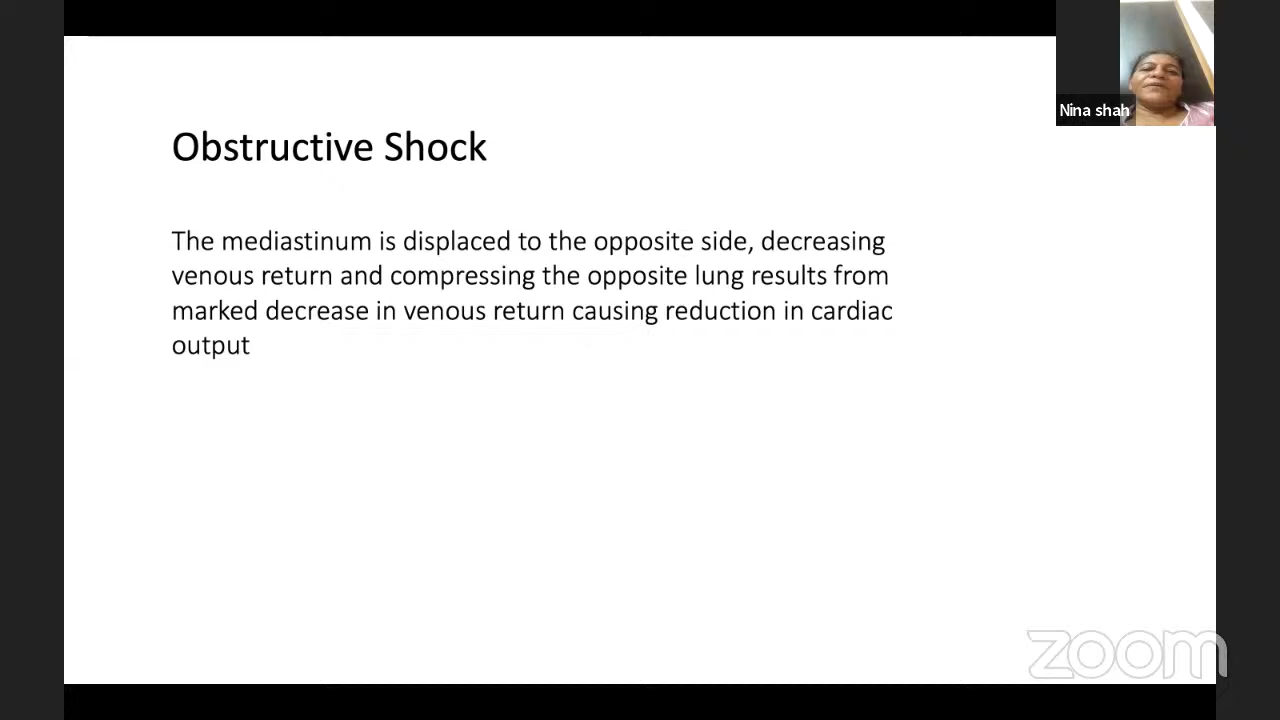 Nina shah
Obstructive Shock
The mediastinum is displaced to the opposite side, decreasing
venous return and compressing the opposite lung results from
marked decrease in venous return causing reduction in cardiac
output
zoom